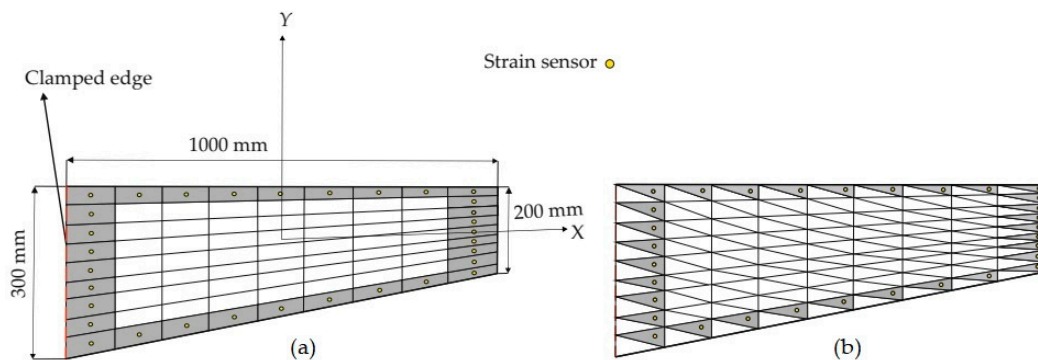 Y
Strain sensor
Clamped edge
1000 mm
200 mm
X
300 mm
(a)
(b)